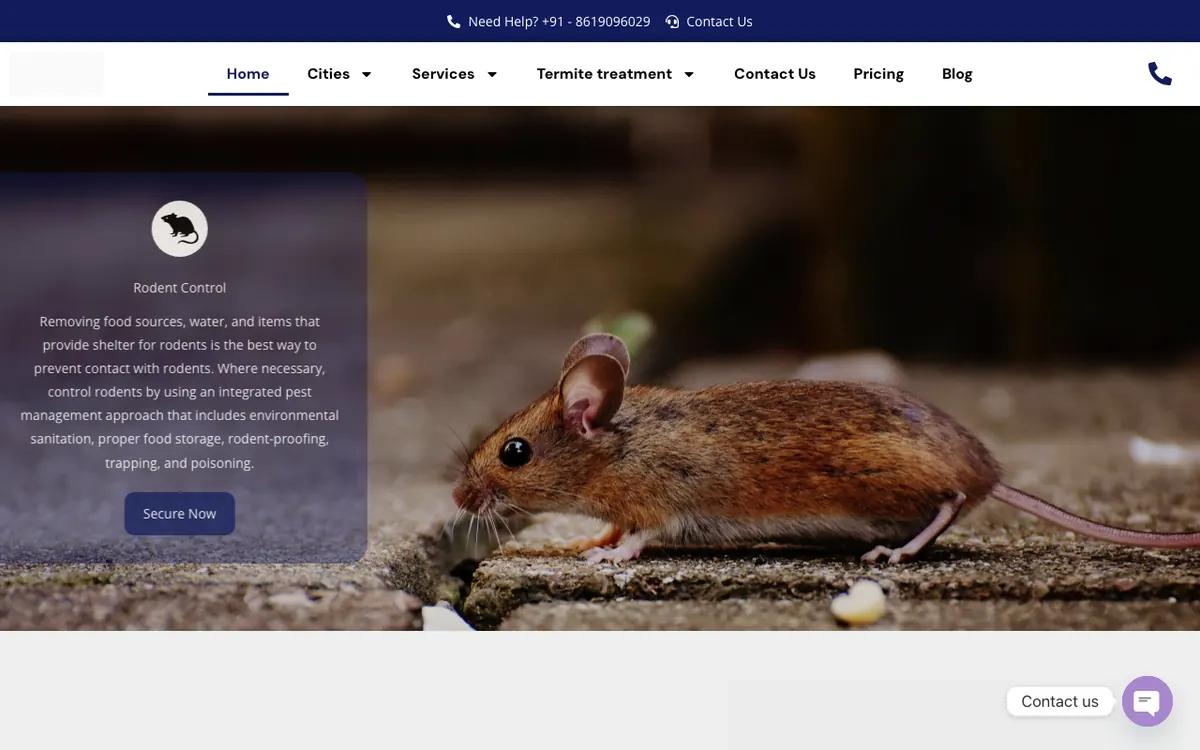 Need Help? +91 - 8619096029 Contact Us
Home Cities Services Termite treatment Contact Us Pricing Blog
Rodent Control
Removing food sources, water, and items that
provide shelter for rodents is the best way to
prevent contact with rodents. Where necessary,
control rodents by using an integrated pest
management approach that includes environmental
sanitation, proper food storage, rodent-proofing,
trapping, and poisoning.
Secure Now
Contact us